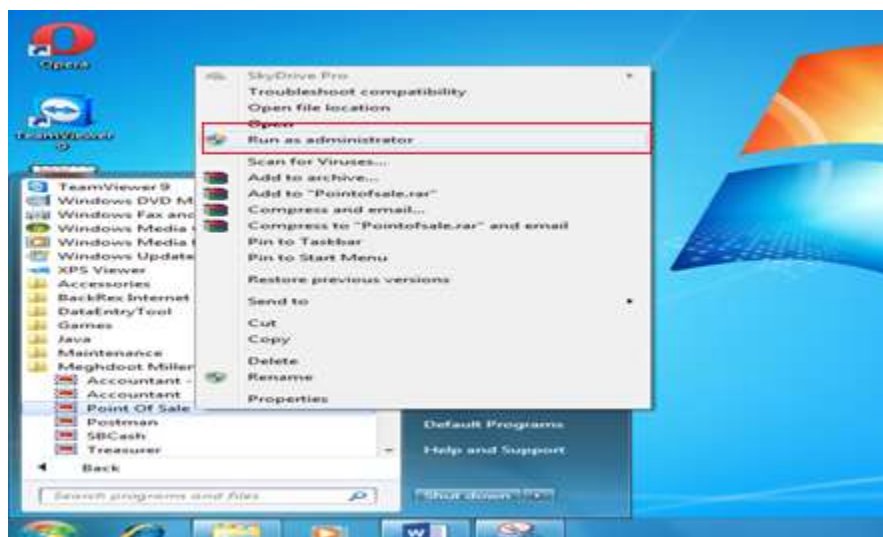 Opera
TeamViewer
9
SkyDrive Pro
Troubleshoot compatibility
Open file location
Open
Run as administrator
Scan for Viruses...
Add to archive...
Add to "Pointofsale.rar"
Compress and email...
Compress to "Pointofsale.rar" and email
Pin to Taskbar
Pin to Start Menu
Restore previous versions
Send to
Cut
Copy
Delete
Rename
Properties
TeamViewer 9
Windows DVD M
Windows Fax and
Windows Media
Windows Media
Windows Update
XPS Viewer
Accessories
BackRex Internet
DataEntryTool
Games
Java
Maintenance
Meghdoot Miller
Accountant -
Accountant
Point Of Sale
Postman
SBCash
Treasurer
Back
Search programs and files
Default Programs
Help and Support
Shut down
W